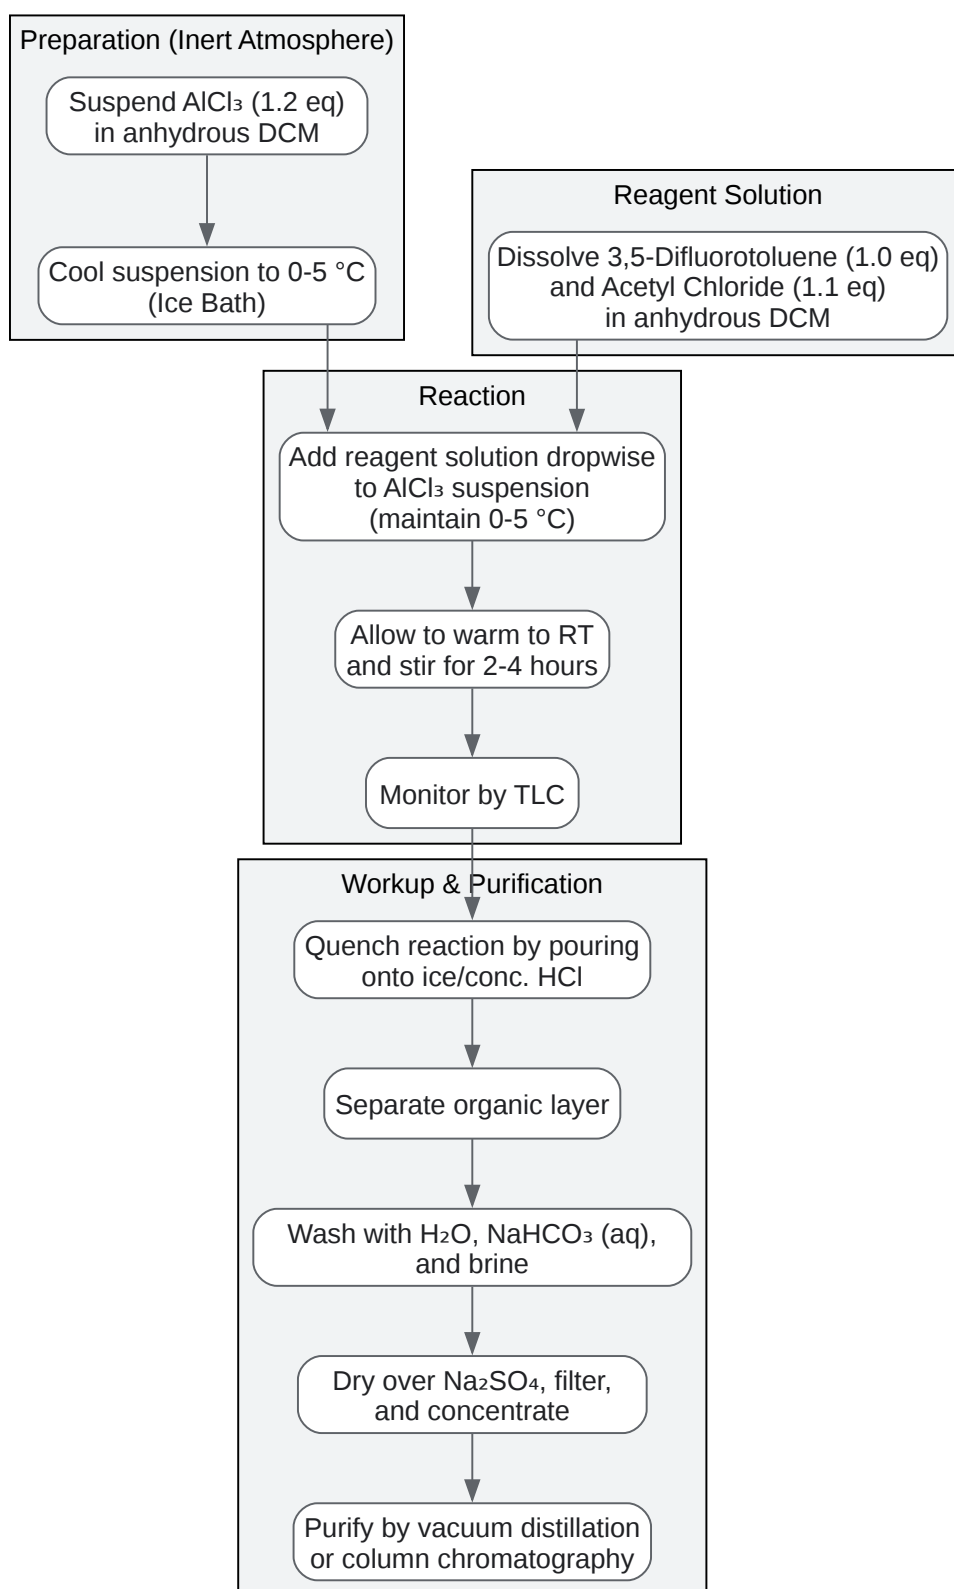 Preparation (Inert Atmosphere)
Suspend AlCl₃ (1.2 eq)
in anhydrous DCM
Cool suspension to 0-5 °C
(Ice Bath)
Reagent Solution
Dissolve 3,5-Difluorotoluene (1.0 eq)
and Acetyl Chloride (1.1 eq)
in anhydrous DCM
Reaction
Add reagent solution dropwise
to AlCl₃ suspension
(maintain 0-5 °C)
Allow to warm to RT
and stir for 2-4 hours
Monitor by TLC
Workup & Purification
Quench reaction by pouring
onto ice/conc. HCl
Separate organic layer
Wash with H₂O, NaHCO₃ (aq),
and brine
Dry over Na₂SO₄, filter,
and concentrate
Purify by vacuum distillation
or column chromatography